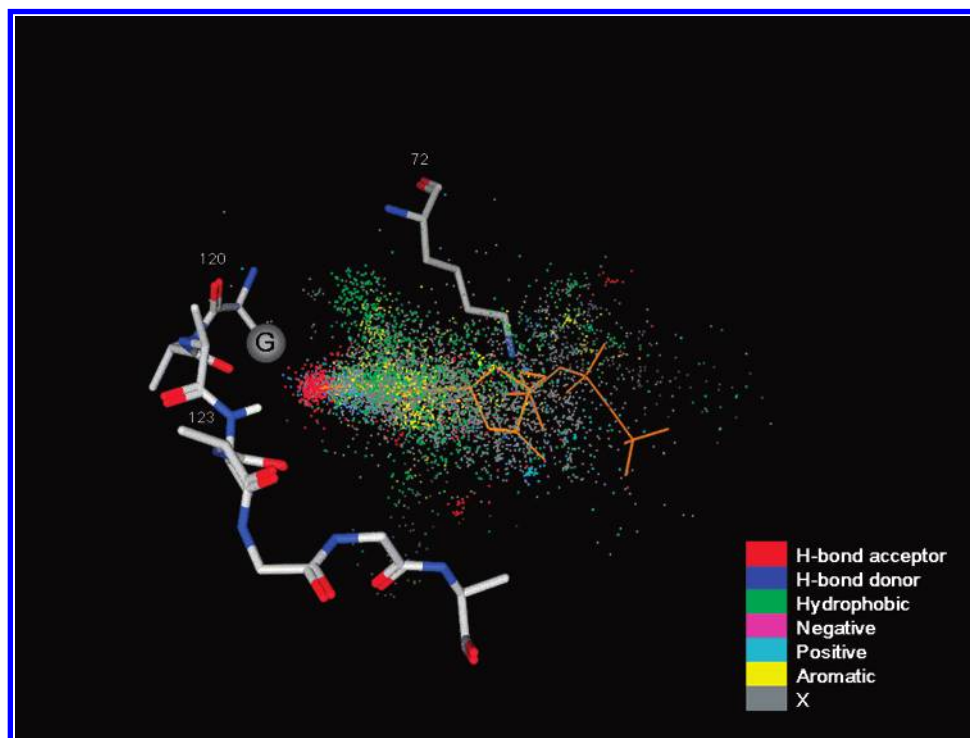 72
120
G
123
H-bond acceptor
H-bond donor
Hydrophobic
Negative
Positive
Aromatic
X